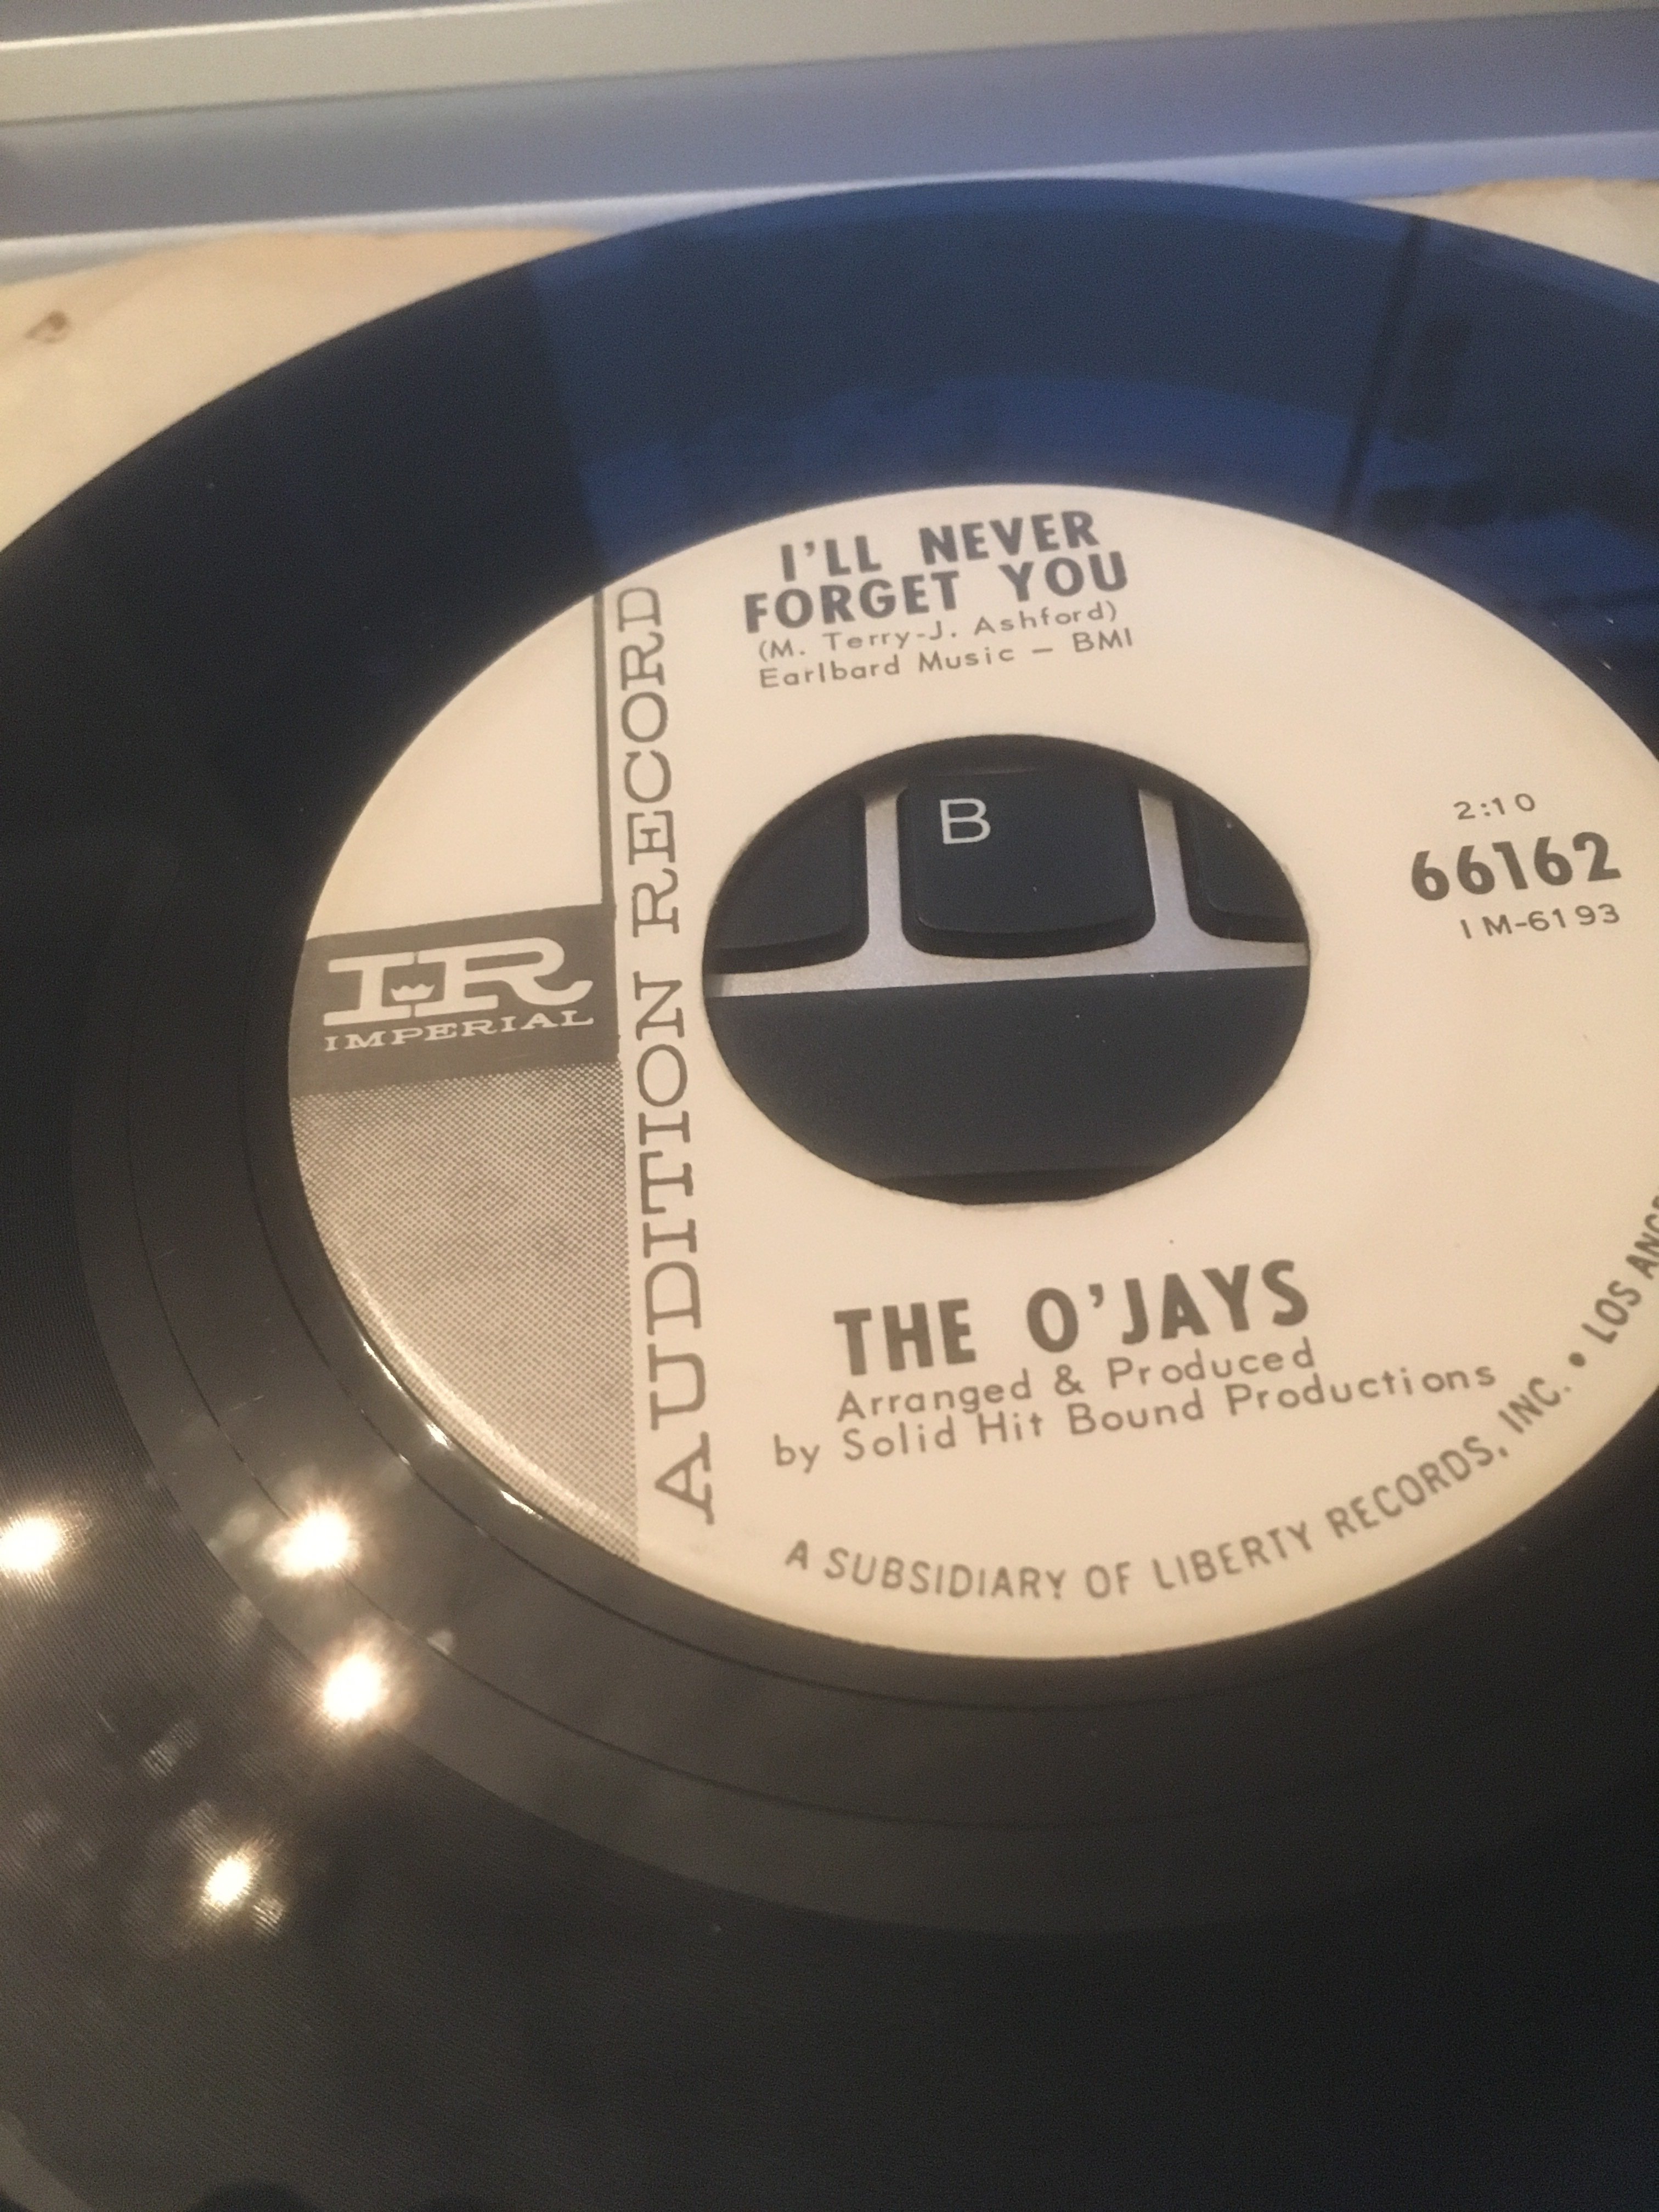 I'LL NEVER
FORGET YOU
(M. Terry-J. Ashford)
Earlbard Music — BMI
AUDITION RECORD
IR
IMPERIAL
B
2:10
66162
IM-6193
THE O'JAYS
Arranged & Produced
by Solid Hit Bound Productions
A SUBSIDIARY OF LIBERTY RECORDS, INC. • LOS